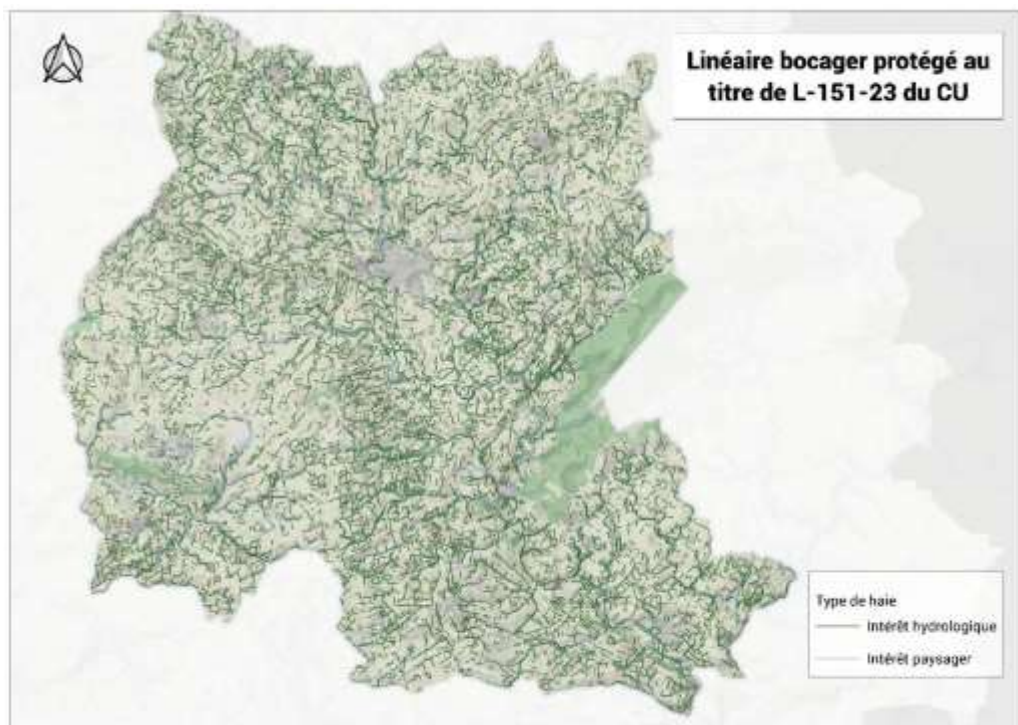 Linéaire bocager protégé au
titre de L-151-23 du CU
Type de haie
Intérêt hydrologique
Intérêt paysager